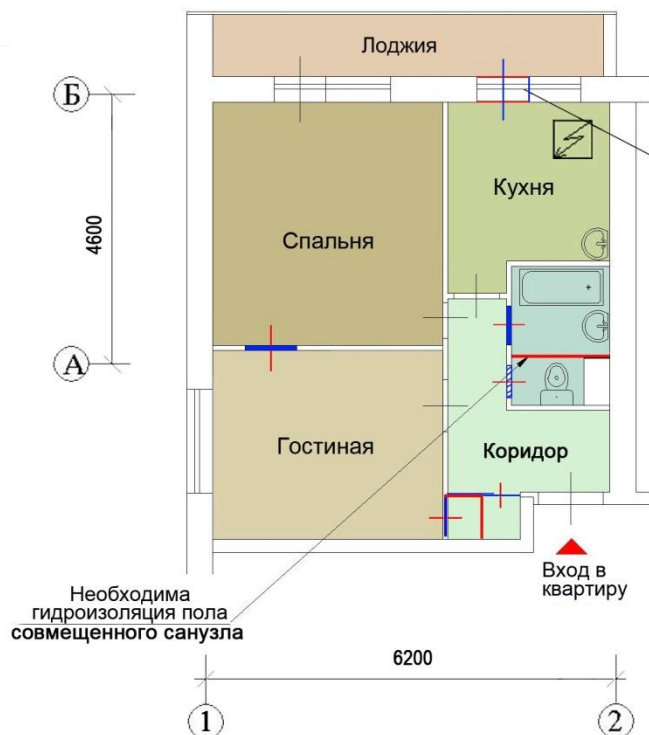 Лоджия
Б
Кухня
4600
Спальня
А
Гостиная
Коридор
Необходима
гидроизоляция пола
совмещенного санузла
Вход в
квартиру
6200
1
2